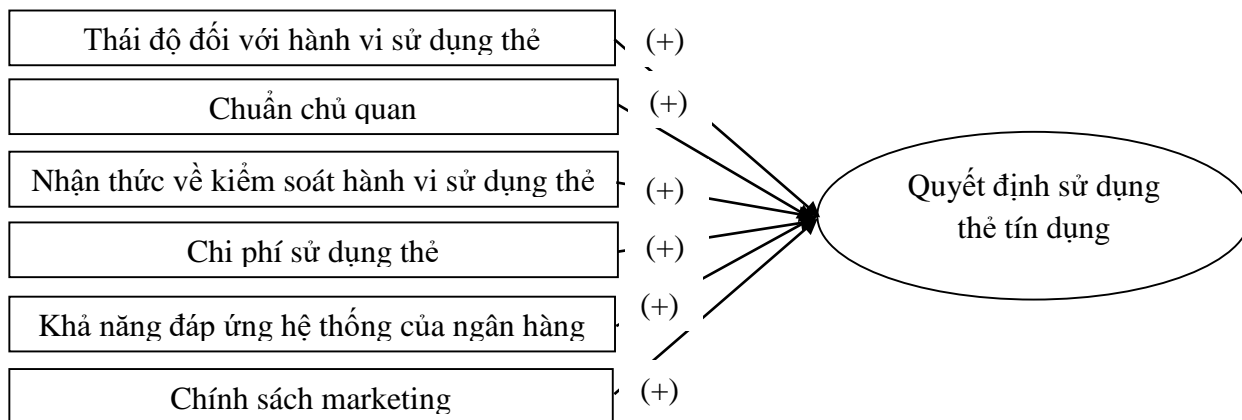 Thái độ đối với hành vi sử dụng thẻ
(+)
Chuẩn chủ quan
(+)
Nhận thức về kiểm soát hành vi sử dụng thẻ
(+)
Chi phí sử dụng thẻ
(+)
Khả năng đáp ứng hệ thống của ngân hàng
(+)
Chính sách marketing
(+)
Quyết định sử dụng
thẻ tín dụng